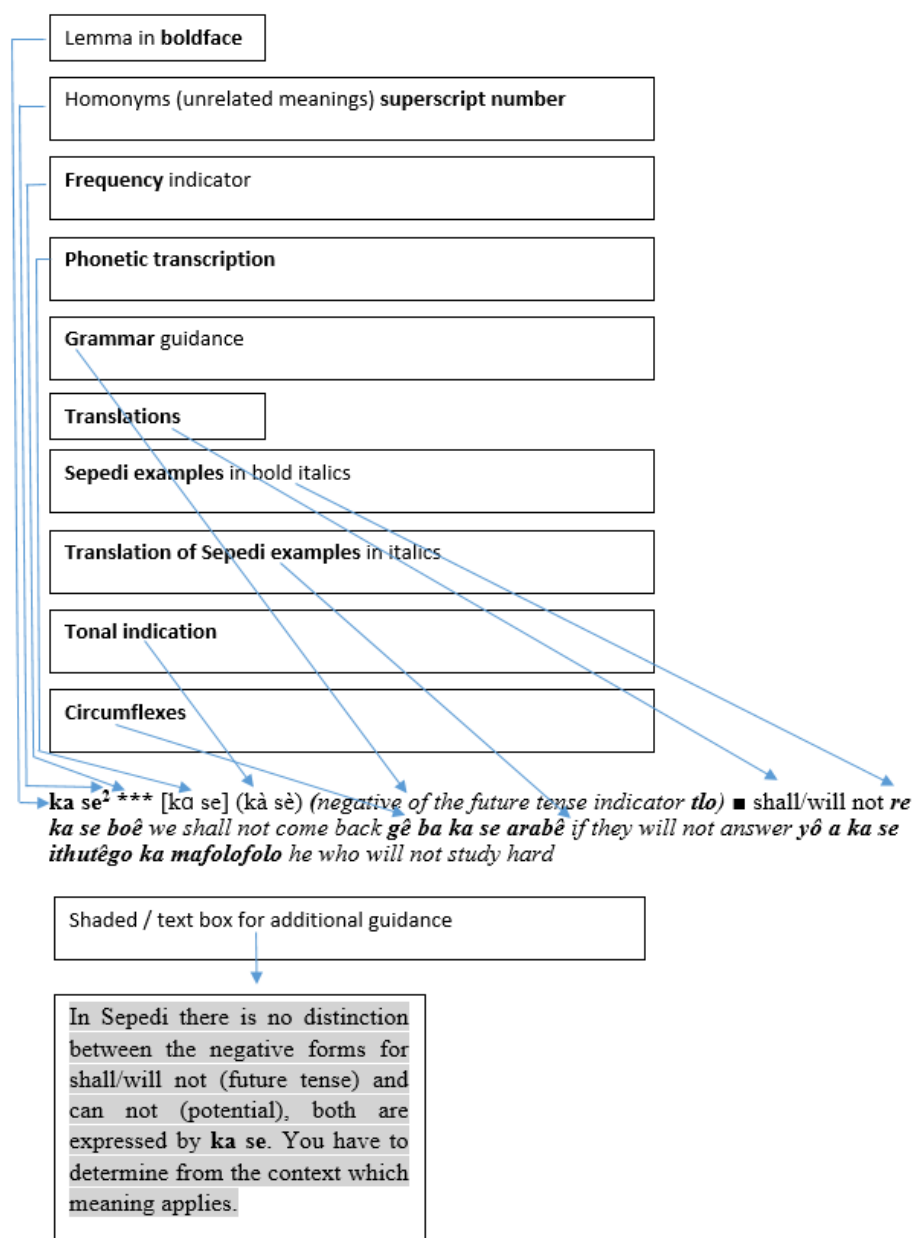 Lemma in boldface
Homonyms (unrelated meanings) superscript number
Frequency indicator
Phonetic transcription
Grammar guidance
Translations
Sepedi examples in bold italics
Translation of Sepedi examples in italics
Tonal indication
Circumflexes
ka se² *** [kɑ se] (kà sè) (negative of the future tense indicator tlo) ■ shall/will not re
ka se boê we shall not come back gê ba ka se arabê if they will not answer yô a ka se
ithutêgo ka mafolofolo he who will not study hard
Shaded / text box for additional guidance
In Sepedi there is no distinction
between the negative forms for
shall/will not (future tense) and
can not (potential), both are
expressed by ka se. You have to
determine from the context which
meaning applies.